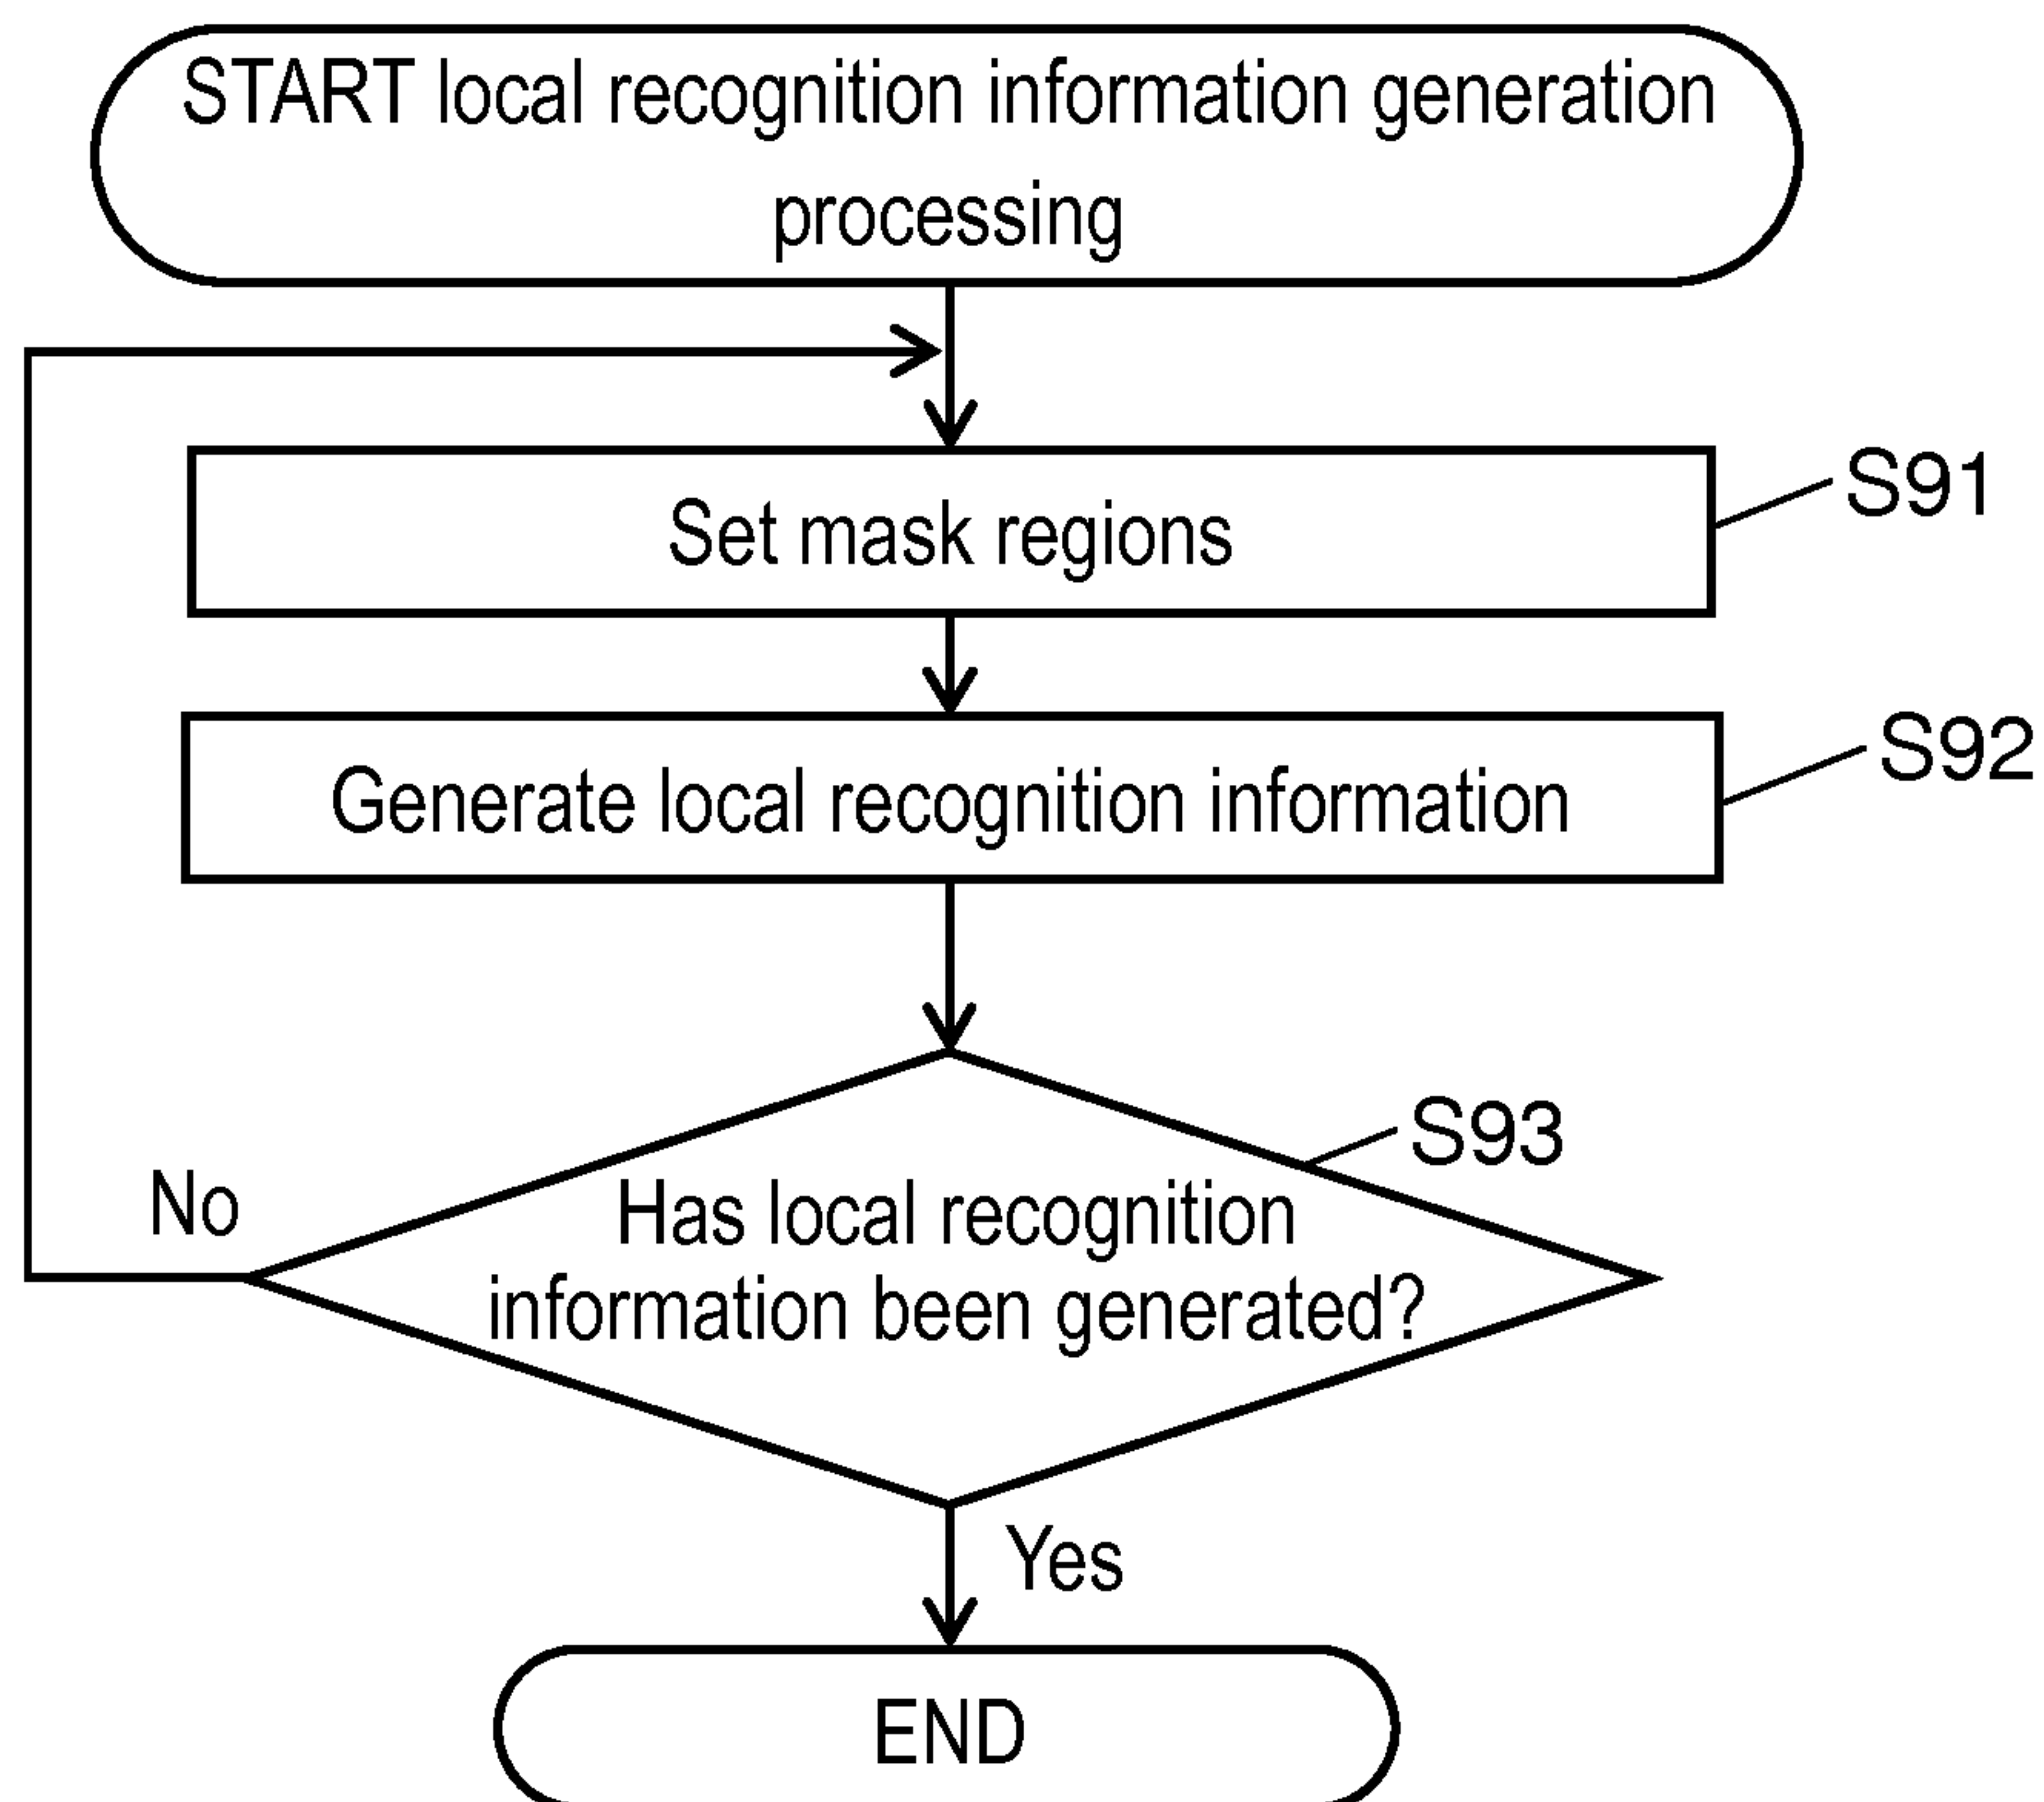 START local recognition information generation
processing
Set mask regions
S91
Generate local recognition information
S92
S93
Has local recognition
information been generated?
No
Yes
END